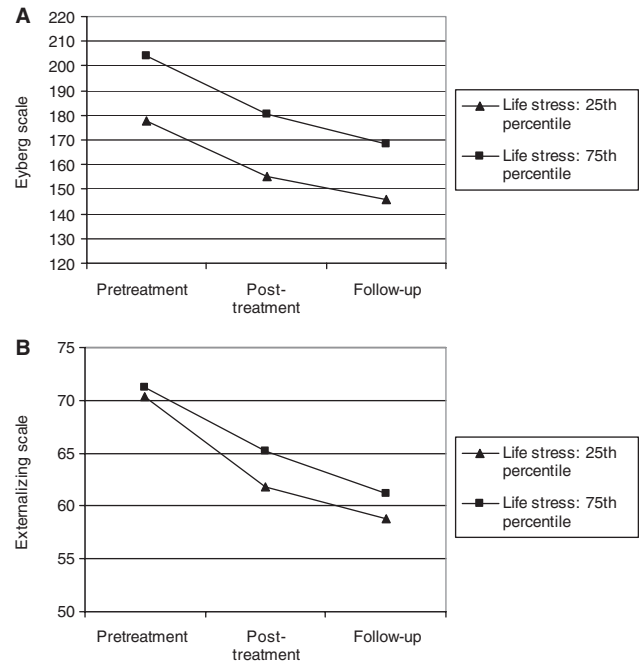 A
220
210
200
190
180
170
160
150
140
130
120
Eyberg scale
Pretreatment
Post-
treatment
Follow-up
Life stress: 25th
percentile
Life stress: 75th
percentile
B
75
70
65
60
55
50
Externalizing scale
Pretreatment
Post-
treatment
Follow-up
Life stress: 25th
percentile
Life stress: 75th
percentile